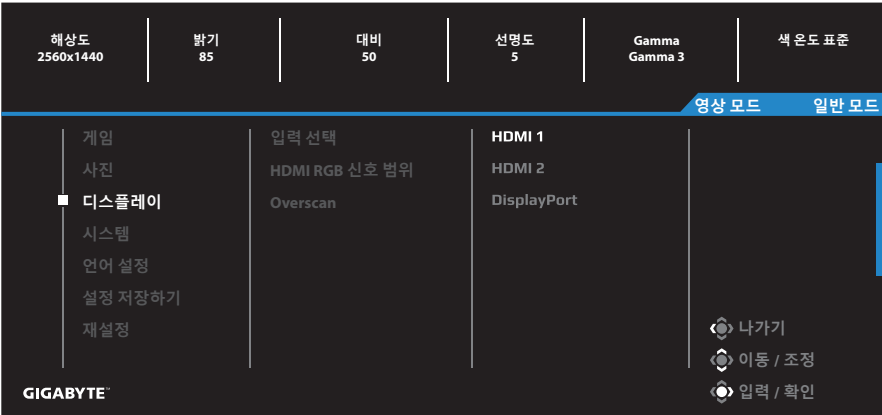 해상도
2560x1440
밝기
85
대비
50
선명도
5
Gamma
Gamma 3
색 온도 표준
영상 모드 일반 모드
게임
사진
디스플레이
시스템
언어 설정
설정 저장하기
재설정
입력 선택
HDMI RGB 신호 범위
Overscan
HDMI 1
HDMI 2
DisplayPort
나가기
이동 / 조정
입력 / 확인
GIGABYTE™